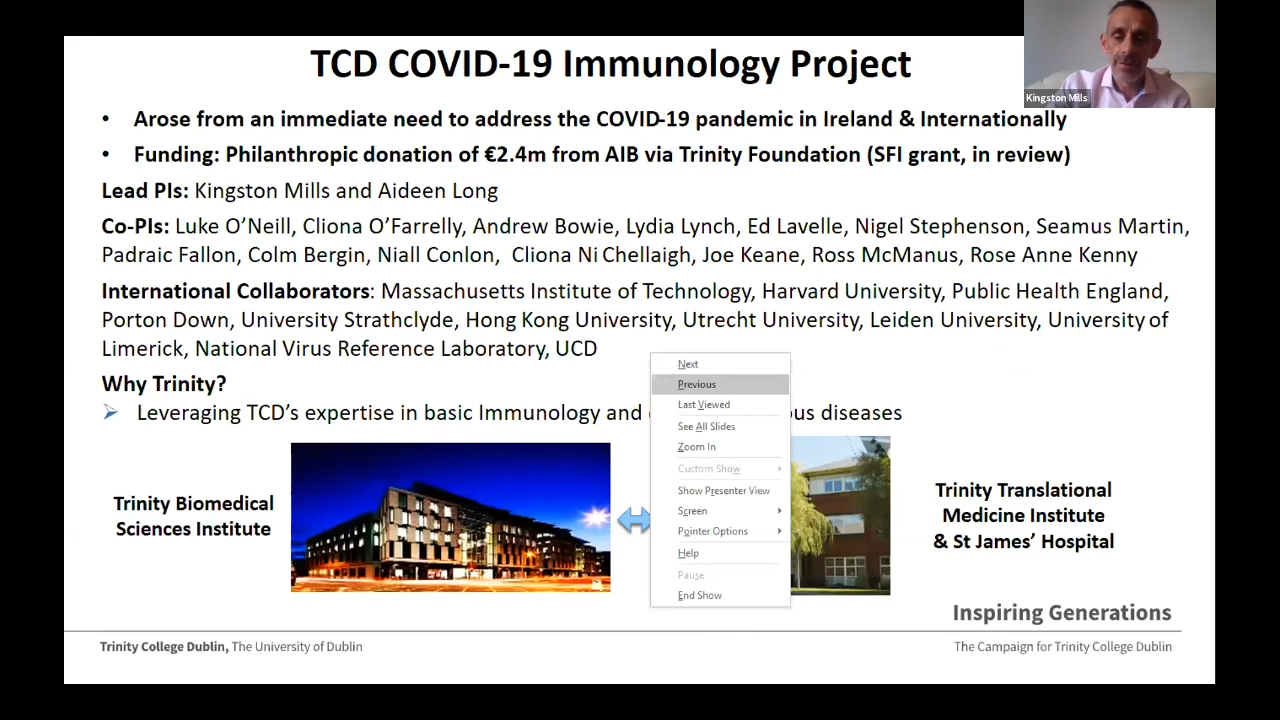 TCD COVID-19 Immunology Project
Kingston Mills
• Arose from an immediate need to address the COVID-19 pandemic in Ireland & Internationally
• Funding: Philanthropic donation of €2.4m from AIB via Trinity Foundation (SFI grant, in review)
Lead PIs: Kingston Mills and Aideen Long
Co-PIs: Luke O'Neill, Cliona O'Farrelly, Andrew Bowie, Lydia Lynch, Ed Lavelle, Nigel Stephenson, Seamus Martin,
Padraic Fallon, Colm Bergin, Niall Conlon, Cliona Ni Chellaigh, Joe Keane, Ross McManus, Rose Anne Kenny
International Collaborators: Massachusetts Institute of Technology, Harvard University, Public Health England,
Porton Down, University Strathclyde, Hong Kong University, Utrecht University, Leiden University, University of
Limerick, National Virus Reference Laboratory, UCD
Why Trinity?
Leveraging TCD's expertise in basic Immunology and diseases
Next
Previous
Last Viewed
See All Slides
Zoom In
Custom Show
Show Presenter View
Screen
Pointer Options
Help
Pause
End Show
Trinity Biomedical
Sciences Institute
Trinity Translational
Medicine Institute
& St James' Hospital
Inspiring Generations
Trinity College Dublin, The University of Dublin
The Campaign for Trinity College Dublin